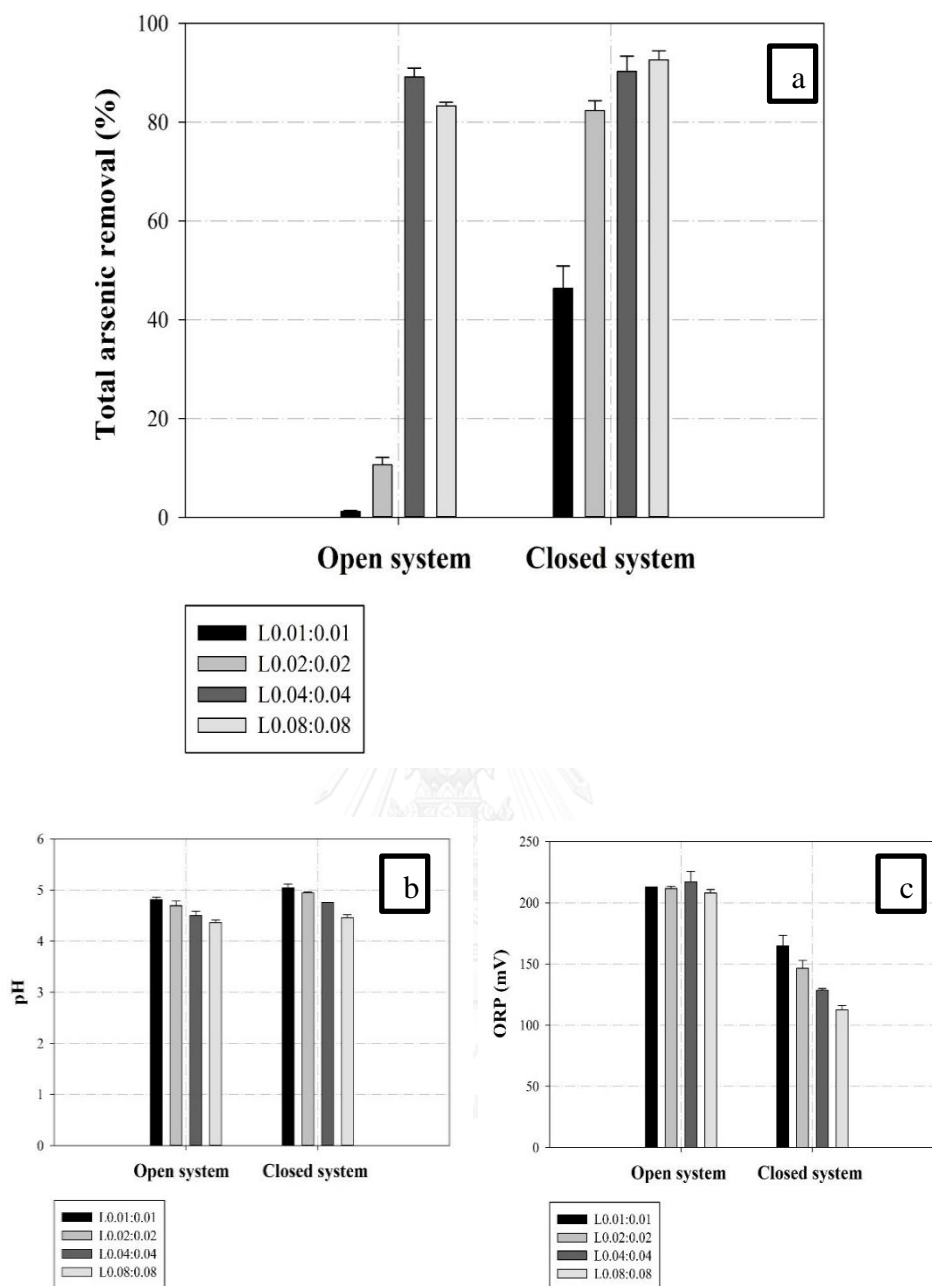 100
80
60
40
20
0
Total arsenic removal (%)
a
Open system
Closed system
L0.01:0.01
L0.02:0.02
L0.04:0.04
L0.08:0.08
6
5
4
3
2
1
0
pH
b
Open system
Closed system
L0.01:0.01
L0.02:0.02
L0.04:0.04
L0.08:0.08
250
200
150
100
50
0
ORP (mV)
c
Open system
Closed system
L0.01:0.01
L0.02:0.02
L0.04:0.04
L0.08:0.08